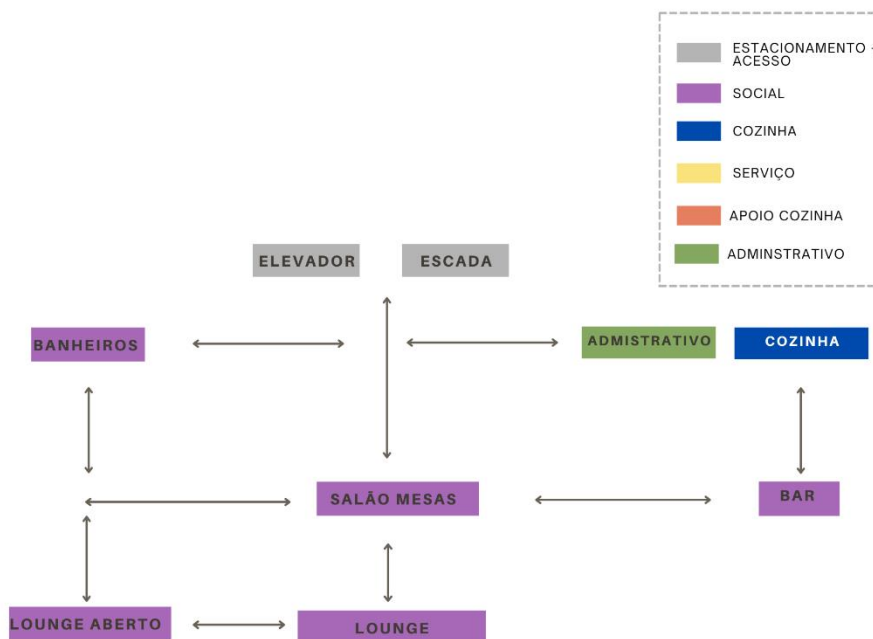 ESTACIONAMENTO -
ACESSO
SOCIAL
COZINHA
SERVIÇO
APOIO COZINHA
ADMINSTRATIVO
ELEVADOR
ESCADA
BANHEIROS
ADMISTRATIVO
COZINHA
SALÃO MESAS
BAR
LOUNGE ABERTO
LOUNGE